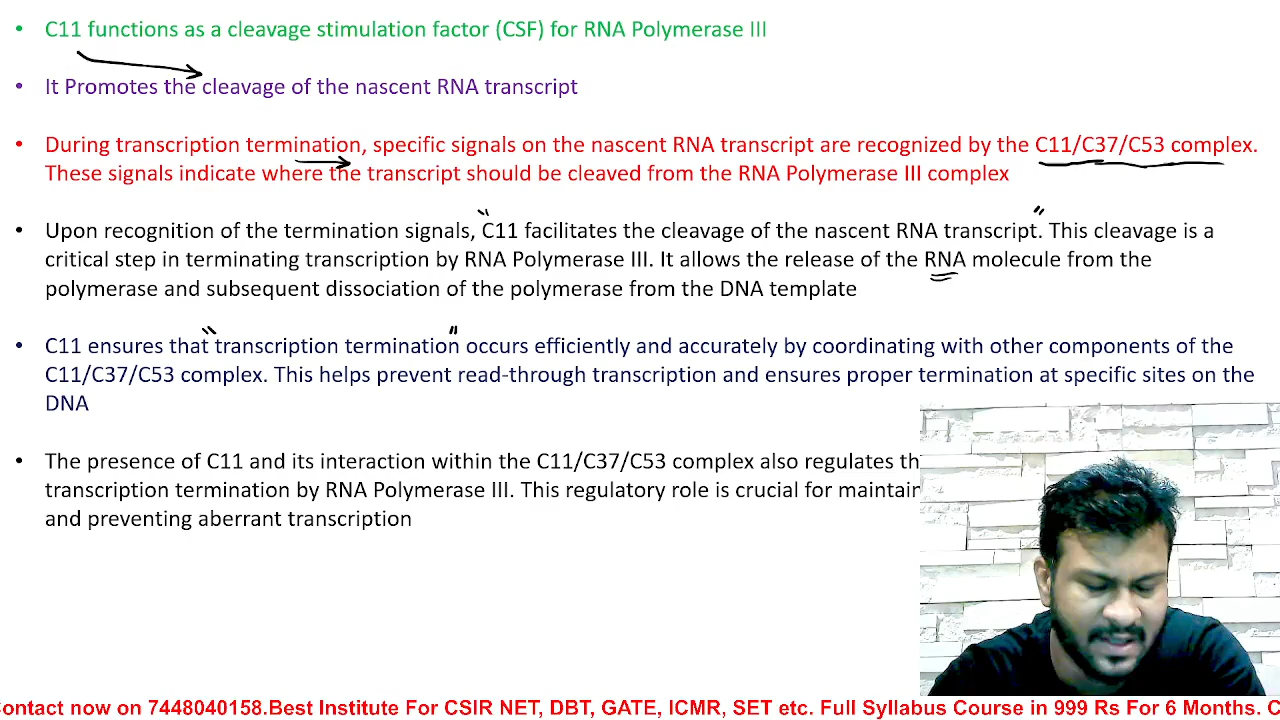 • C11 functions as a cleavage stimulation factor (CSF) for RNA Polymerase III
• It Promotes the cleavage of the nascent RNA transcript
• During transcription termination, specific signals on the nascent RNA transcript are recognized by the C11/C37/C53 complex.
These signals indicate where the transcript should be cleaved from the RNA Polymerase III complex
• Upon recognition of the termination signals, C11 facilitates the cleavage of the nascent RNA transcript. This cleavage is a
critical step in terminating transcription by RNA Polymerase III. It allows the release of the RNA molecule from the
polymerase and subsequent dissociation of the polymerase from the DNA template
• C11 ensures that transcription termination occurs efficiently and accurately by coordinating with other components of the
C11/C37/C53 complex. This helps prevent read-through transcription and ensures proper termination at specific sites on the
DNA
• The presence of C11 and its interaction within the C11/C37/C53 complex also regulates
transcription termination by RNA Polymerase III. This regulatory role is crucial for
and preventing aberrant transcription
ontact now on 7448040158.Best Institute For CSIR NET, DBT, GATE, ICMR, SET etc. Full Syllabus Course in 999 Rs For 6 Months. C